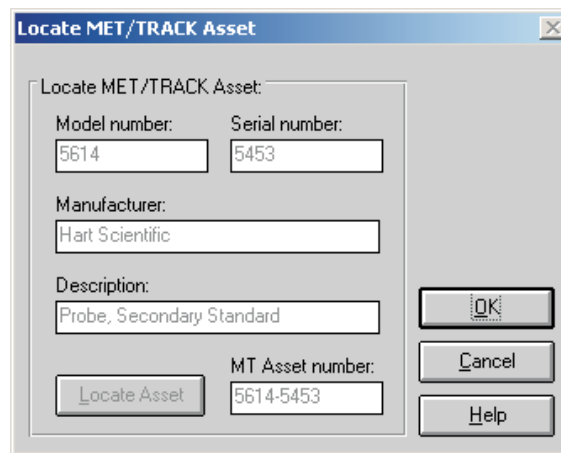 Locate MET/TRACK Asset
Locate MET/TRACK Asset:
Model number: Serial number:
5614 5453
Manufacturer:
Hart Scientific
Description:
Probe, Secondary Standard
OK
MT Asset number:
Cancel
Locate Asset 5614-5453
Help